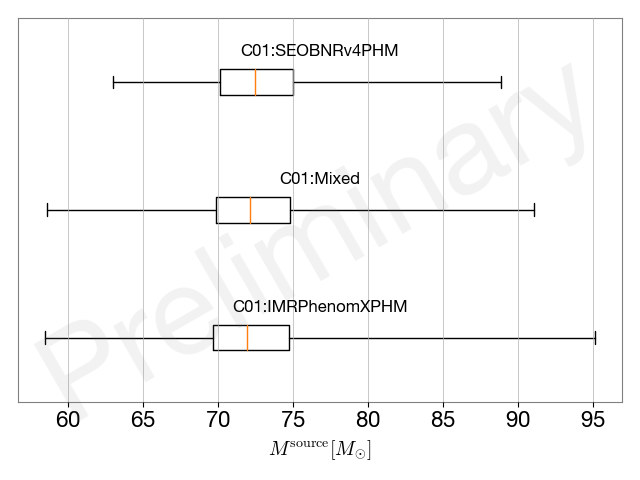 C01:SEOBNRv4PHM
C01:Mixed
C01:IMRPhenomXPHM
Preliminary
60 65 70 75 80 85 90 95
M^source [M_⊙]